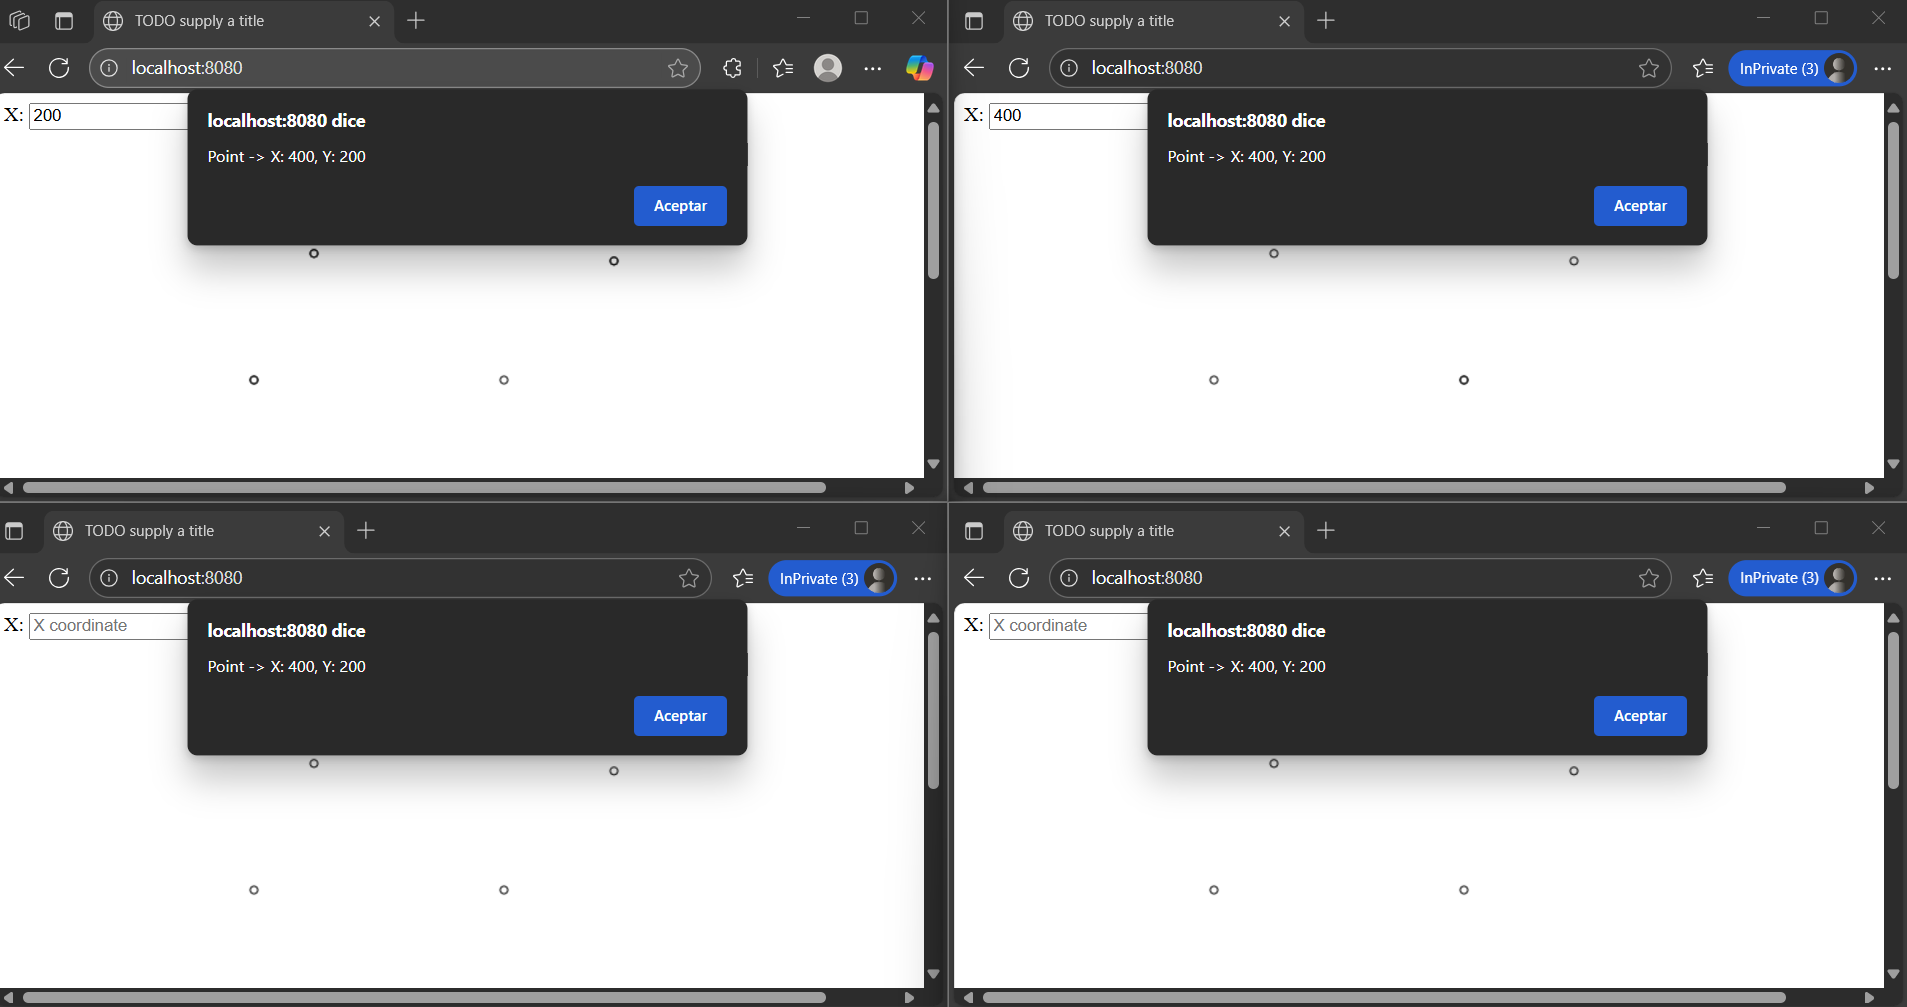 TODO supply a title
localhost:8080
X: 200
localhost:8080 dice
Point -> X: 400, Y: 200
Aceptar
TODO supply a title
localhost:8080
InPrivate (3)
X: 400
localhost:8080 dice
Point -> X: 400, Y: 200
Aceptar
TODO supply a title
localhost:8080
InPrivate (3)
X: X coordinate
localhost:8080 dice
Point -> X: 400, Y: 200
Aceptar
TODO supply a title
localhost:8080
InPrivate (3)
X: X coordinate
localhost:8080 dice
Point -> X: 400, Y: 200
Aceptar